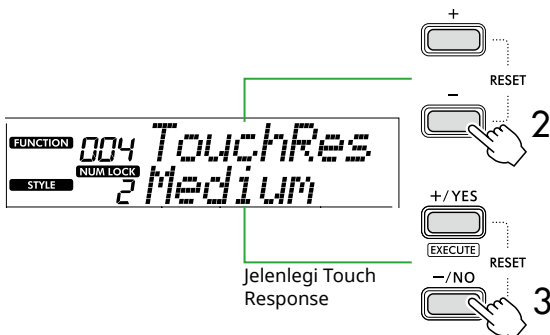 +
RESET
−
2
FUNCTION 004 TouchRes
NUM LOCK
STYLE 2 Medium
+/YES
EXECUTE
RESET
−/NO
3
Jelenlegi Touch
Response